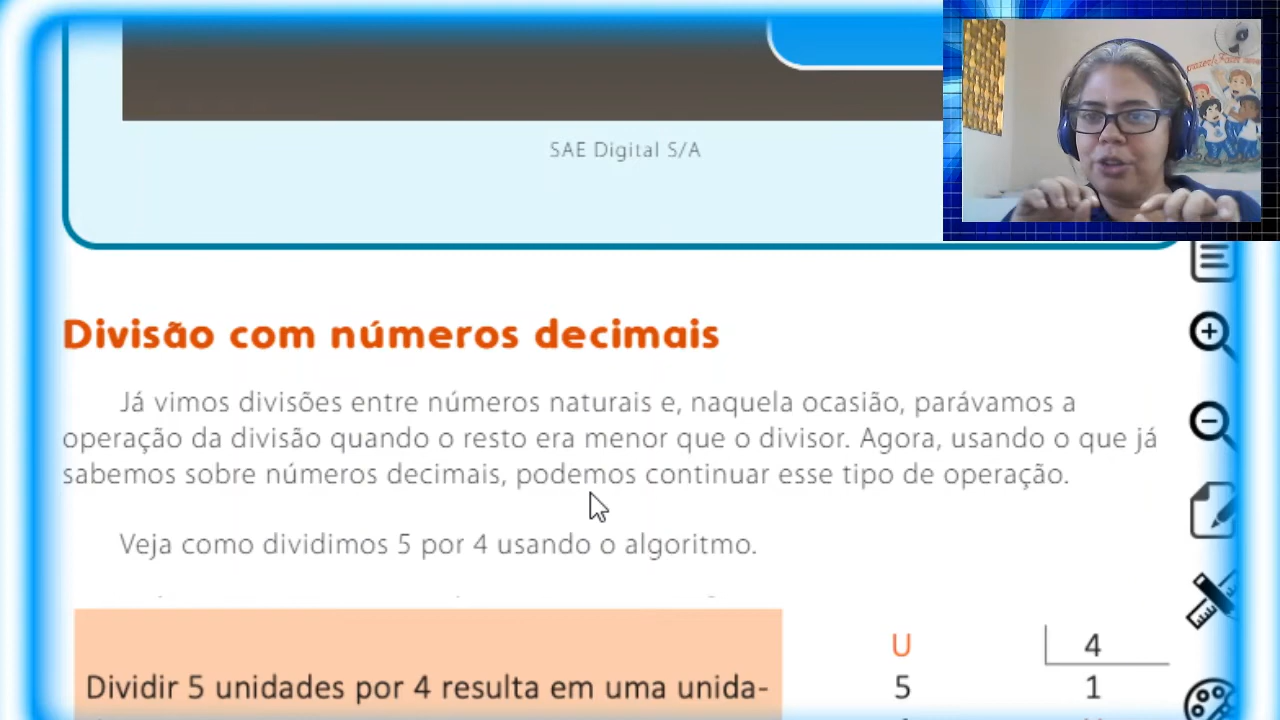 SAE Digital S/A
Divisão com números decimais
Já vimos divisões entre números naturais e, naquela ocasião, parávamos a
operação da divisão quando o resto era menor que o divisor. Agora, usando o que já
sabemos sobre números decimais, podemos continuar esse tipo de operação.
Veja como dividimos 5 por 4 usando o algoritmo.
U 4
Dividir 5 unidades por 4 resulta em uma unida- 5 1